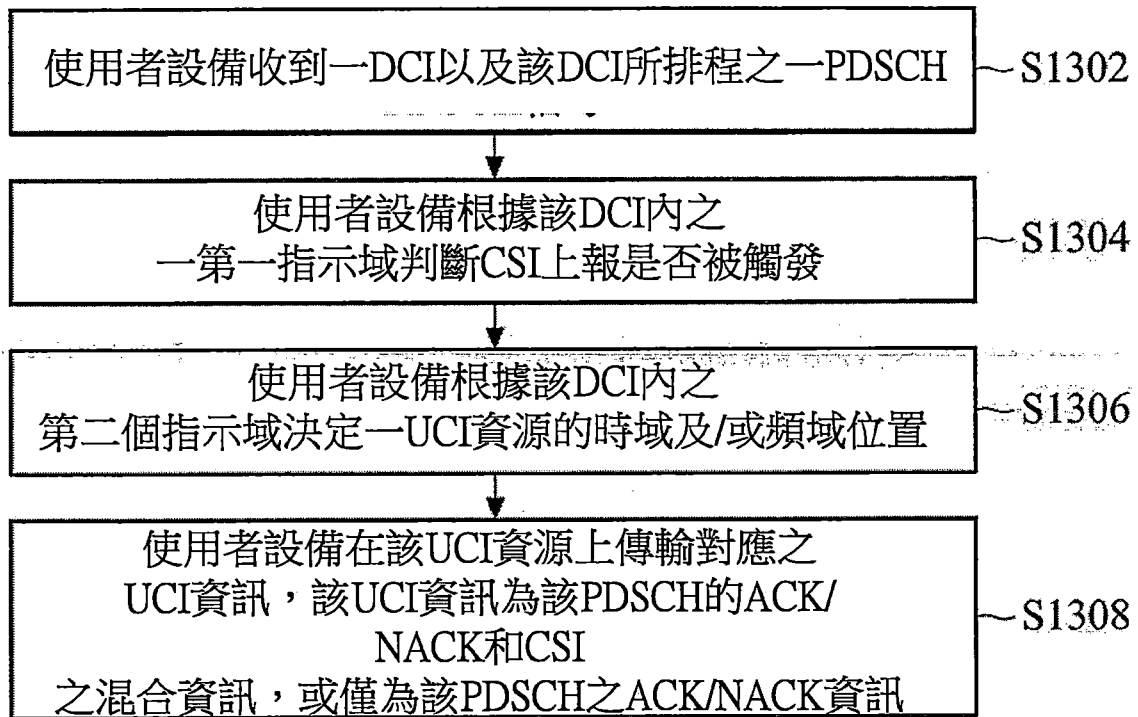 使用者設備收到一DCI以及該DCI所排程之一PDSCH
S1302
使用者設備根據該DCI內之
一第一指示域判斷CSI上報是否被觸發
S1304
使用者設備根據該DCI內之
第二個指示域決定一UCI資源的時域及/或頻域位置
S1306
使用者設備在該UCI資源上傳輸對應之
UCI資訊,該UCI資訊為該PDSCH的ACK/
NACK和CSI
之混合資訊,或僅為該PDSCH之ACK/NACK資訊
S1308